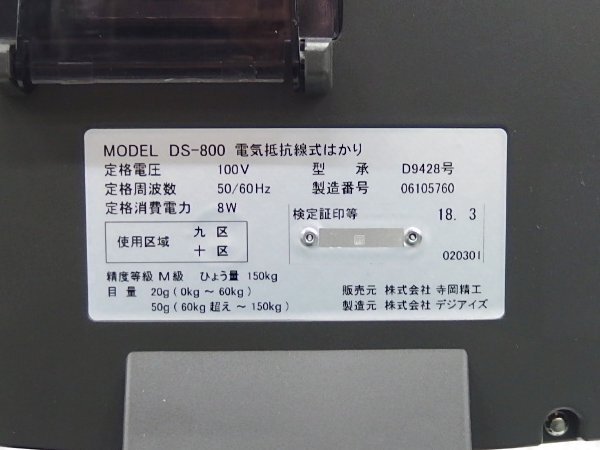 MODEL DS-800 電気抵抗線式はかり
定格電圧 100V 型 承 D9428号
定格周波数 50/60Hz 製造番号 06105760
定格消費電力 8W 検定証印等 18. 3
使用区域 九 区
十 区
020301
精度等級 M級 ひょう量 150kg
目 量 20g(0kg ～ 60kg) 販売元 株式会社 寺岡精工
50g(60kg 超え ～ 150kg) 製造元 株式会社 デジアイズ